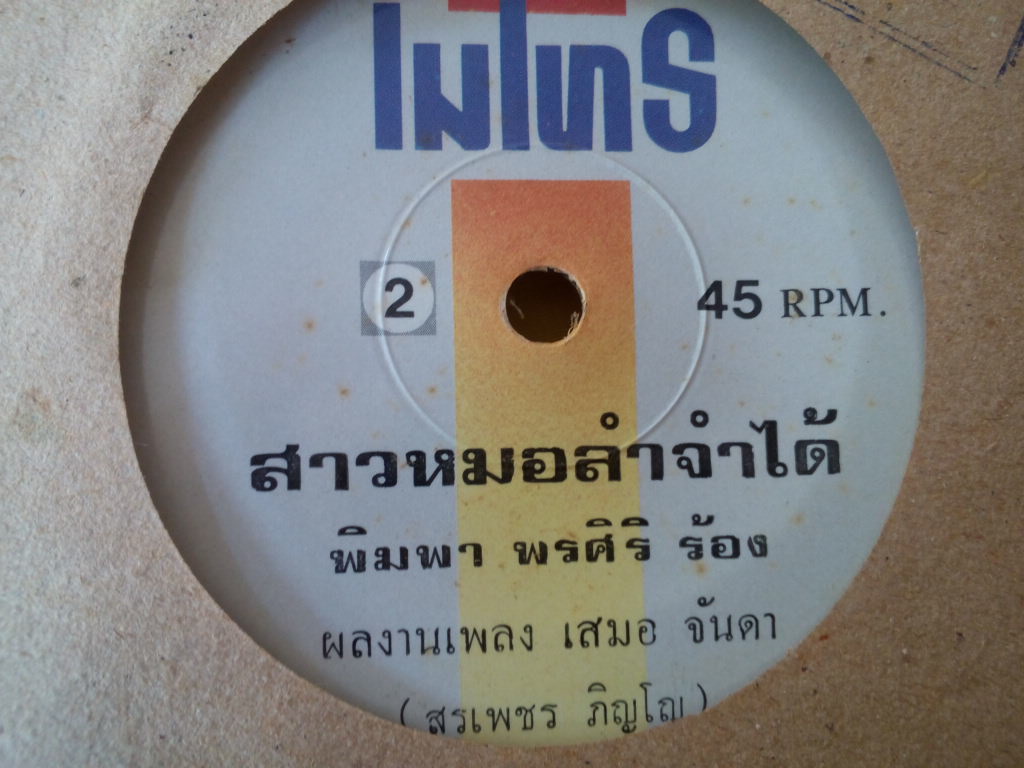 ไมไทร
2
45 RPM.
สาวหมอลำจำได้
พิมพา พรศิริ ร้อง
ผลงานเพลง เสมอ จันดา
(สรเพชร ภิญโญ)